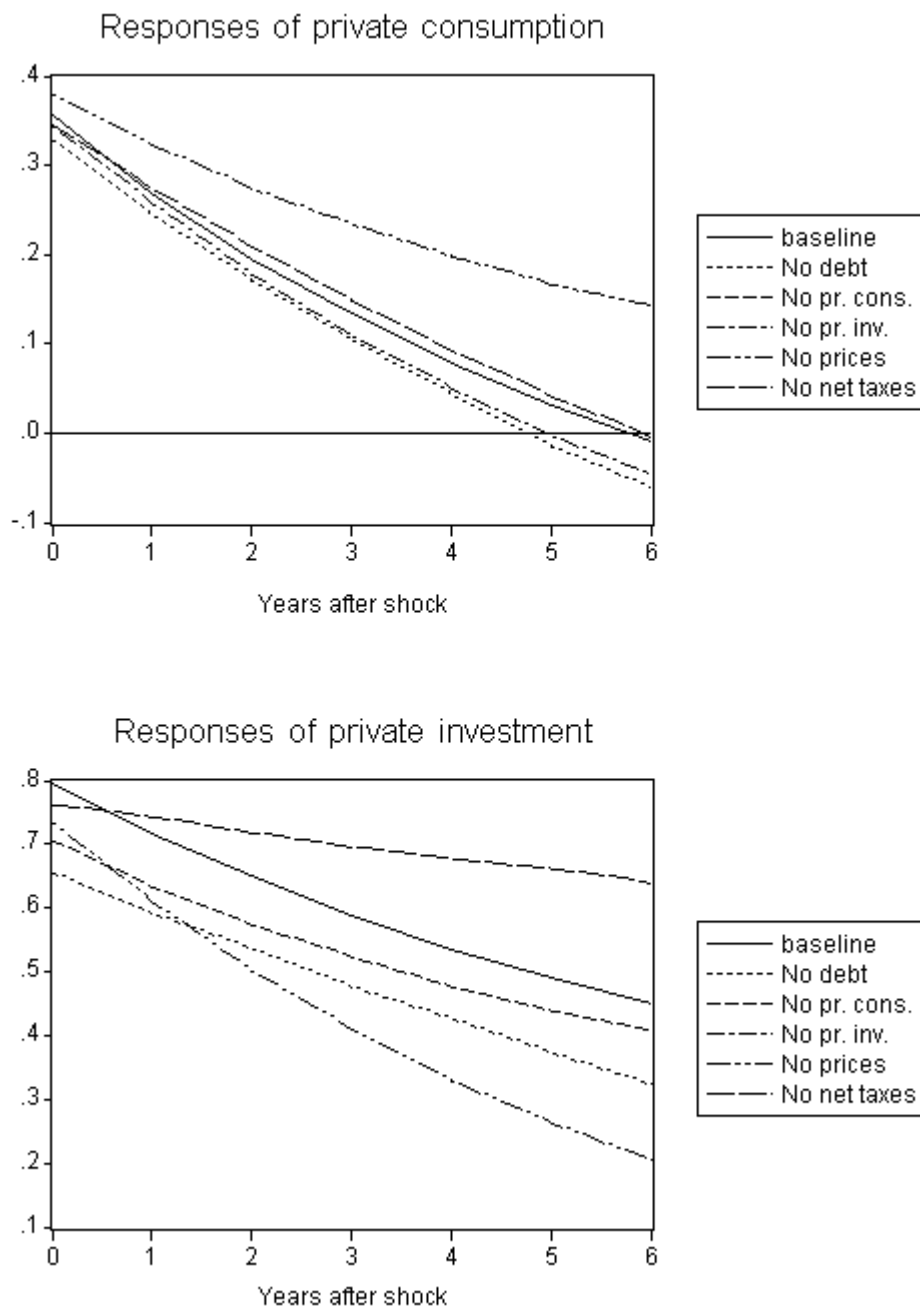 Responses of private consumption
.4
.3
.2
.1
.0
-.1
0 1 2 3 4 5 6
Years after shock
baseline
No debt
No pr. cons.
No pr. inv.
No prices
No net taxes
Responses of private investment
.8
.7
.6
.5
.4
.3
.2
.1
0 1 2 3 4 5 6
Years after shock
baseline
No debt
No pr. cons.
No pr. inv.
No prices
No net taxes